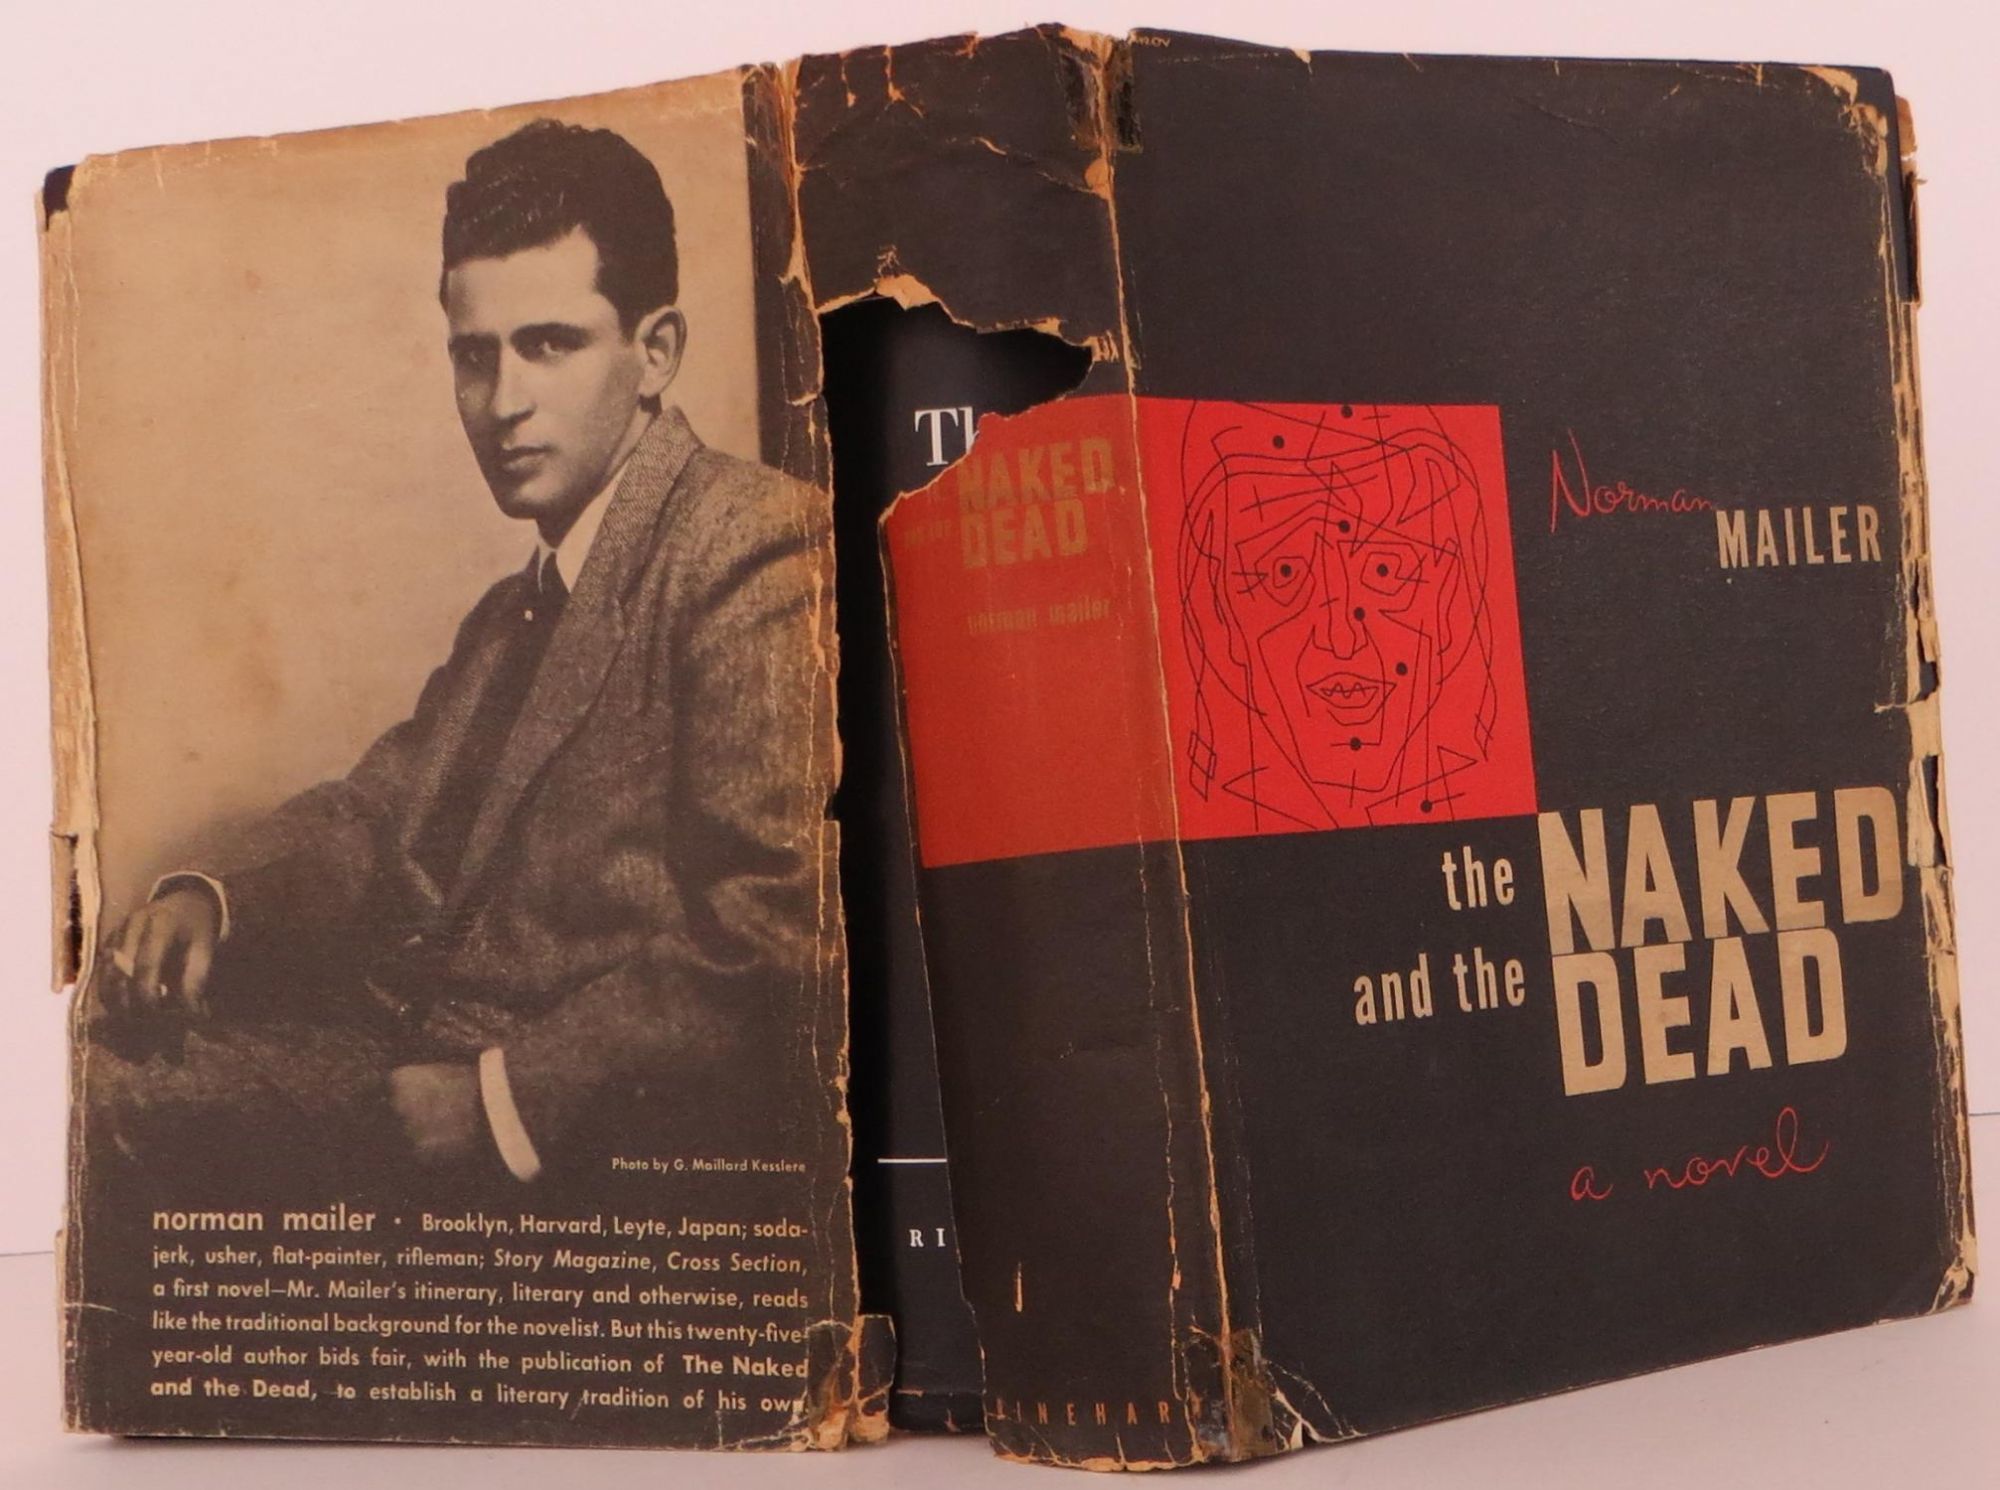 Photo by G. Maillard Kesslere
norman mailer • Brooklyn, Harvard, Leyte, Japan; soda-
jerk, usher, flat-painter, rifleman; Story Magazine, Cross Section,
a first novel—Mr. Mailer's itinerary, literary and otherwise, reads
like the traditional background for the novelist. But this twenty-five-
year-old author bids fair, with the publication of The Naked
and the Dead, to establish a literary tradition of his own.
Th
RI
NAKED
DEAD
norman mailer
RINEHAR
Norman
MAILER
the NAKED
and the DEAD
a novel